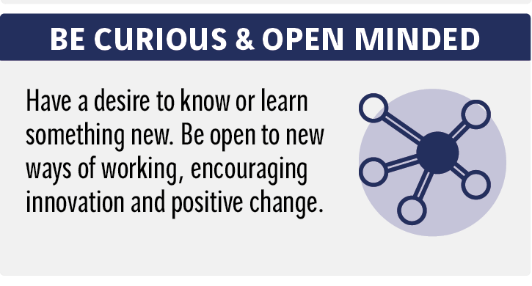 BE CURIOUS & OPEN MINDED
Have a desire to know or learn
something new. Be open to new
ways of working, encouraging
innovation and positive change.